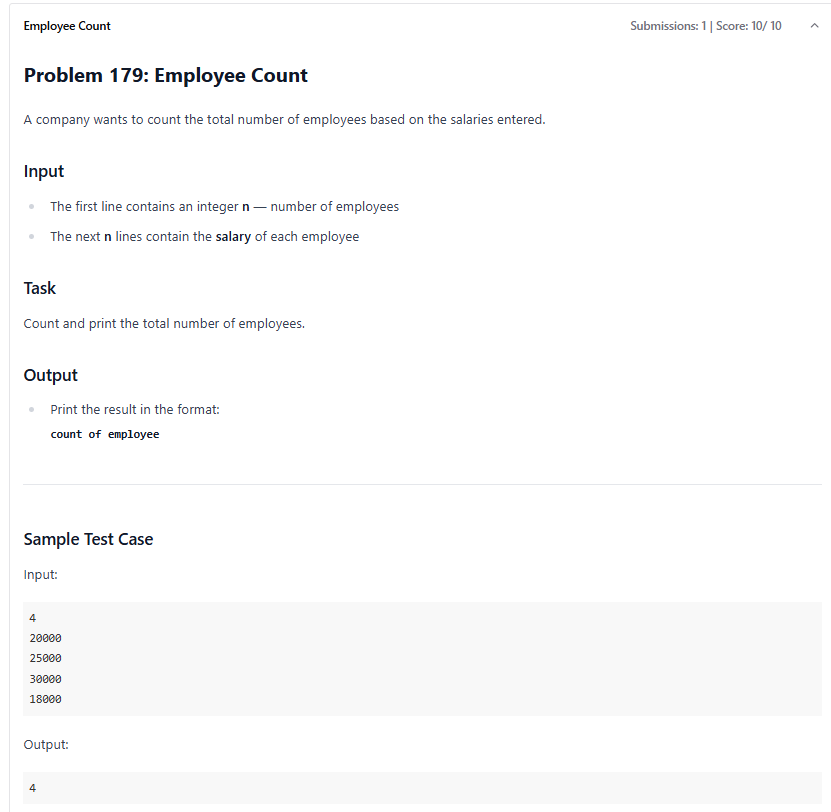 Employee Count
Submissions: 1 | Score: 10/ 10
Problem 179: Employee Count
A company wants to count the total number of employees based on the salaries entered.
Input
The first line contains an integer n — number of employees
The next n lines contain the salary of each employee
Task
Count and print the total number of employees.
Output
Print the result in the format:
count of employee
Sample Test Case
Input:
4
20000
25000
30000
18000
Output:
4